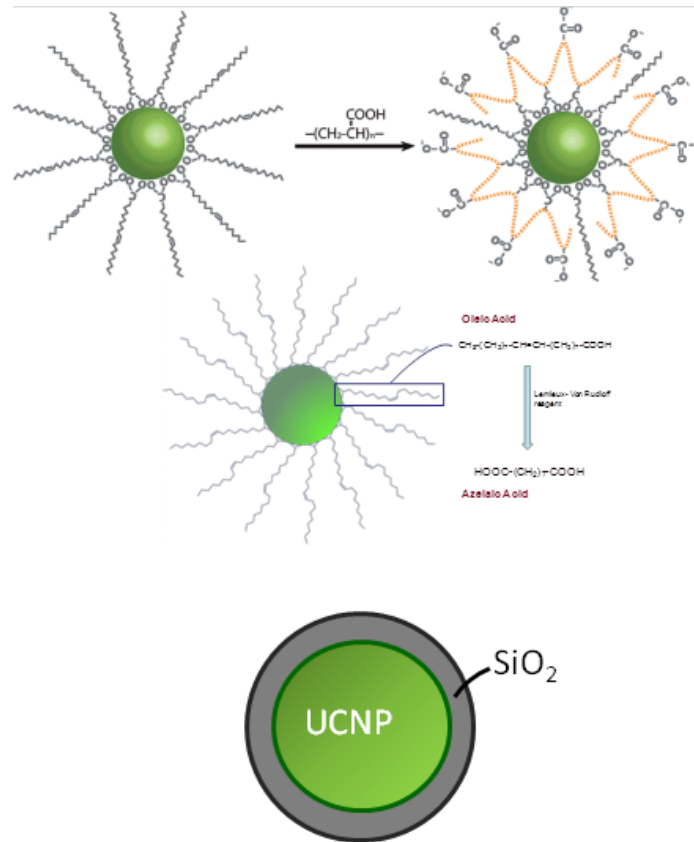 COOH
–(CH₂-CH)ₙ–
Oleic Acid
CH₃-(CH₂)₇-CH=CH-(CH₂)₇-COOH
Lemieux- Von Rudloff
reagent
HOOC-(CH₂)₇-COOH
Azelaic Acid
SiO₂
UCNP